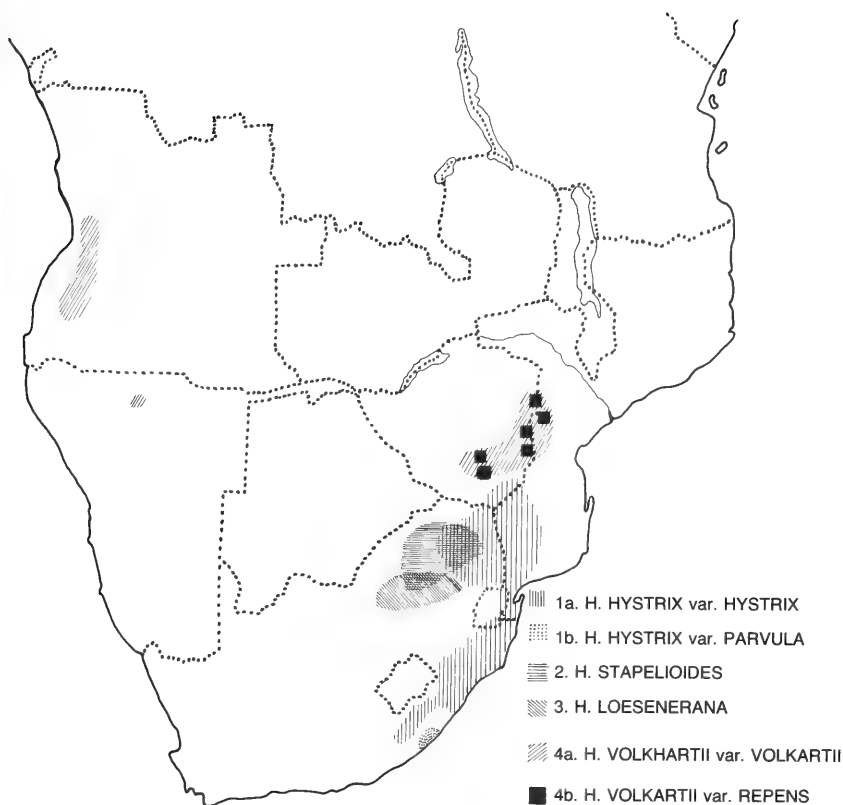 1a. H. HYSTRIX var. HYSTRIX
1b. H. HYSTRIX var. PARVULA
2. H. STAPELIOIDES
3. H. LOESENERANA
4a. H. VOLKHARTII var. VOLKARTII
4b. H. VOLKARTII var. REPENS